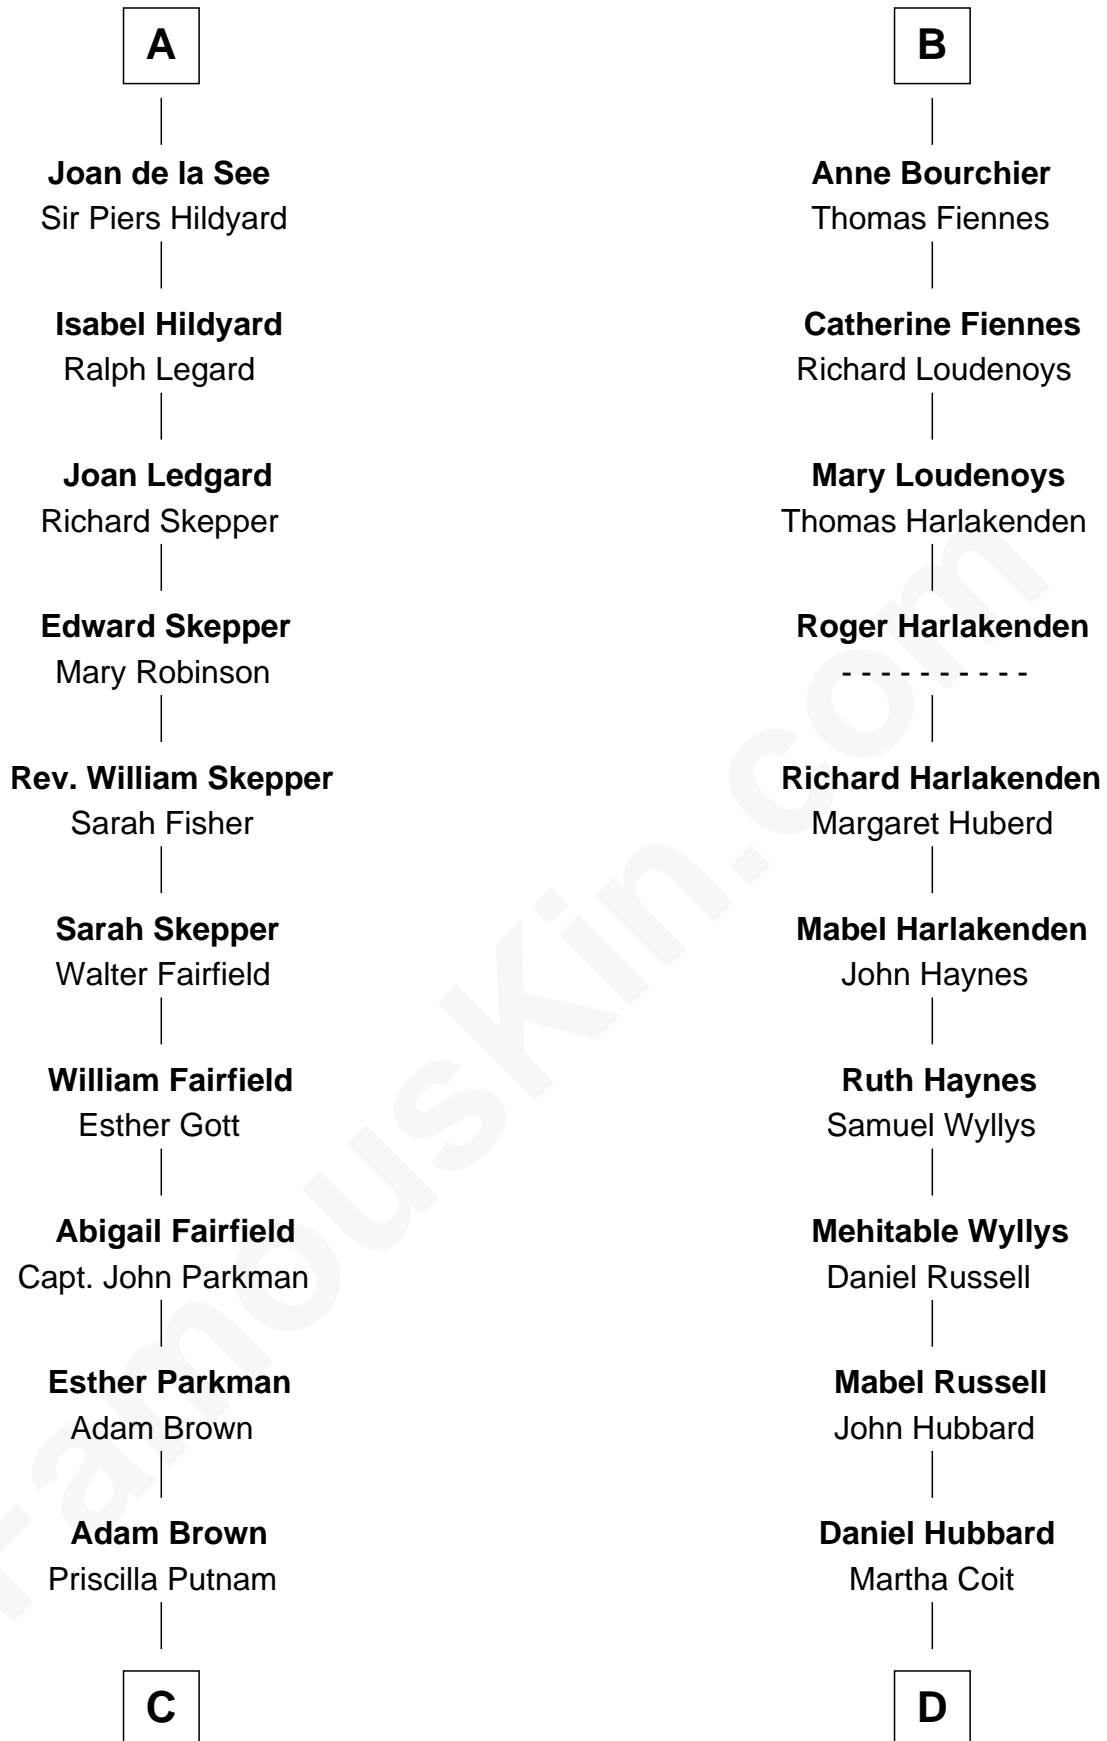 A
Joan de la See
Sir Piers Hildyard
Isabel Hildyard
Ralph Legard
Joan Ledgard
Richard Skepper
Edward Skepper
Mary Robinson
Rev. William Skepper
Sarah Fisher
Sarah Skepper
Walter Fairfield
William Fairfield
Esther Gott
Abigail Fairfield
Capt. John Parkman
Esther Parkman
Adam Brown
Adam Brown
Priscilla Putnam
C
B
Anne Bourchier
Thomas Fiennes
Catherine Fiennes
Richard Loudenoys
Mary Loudenoys
Thomas Harlakenden
Roger Harlakenden
- - - - - - - - - -
Richard Harlakenden
Margaret Huberd
Mabel Harlakenden
John Haynes
Ruth Haynes
Samuel Wyllys
Mehitable Wyllys
Daniel Russell
Mabel Russell
John Hubbard
Daniel Hubbard
Martha Coit
D
FamousKin.com